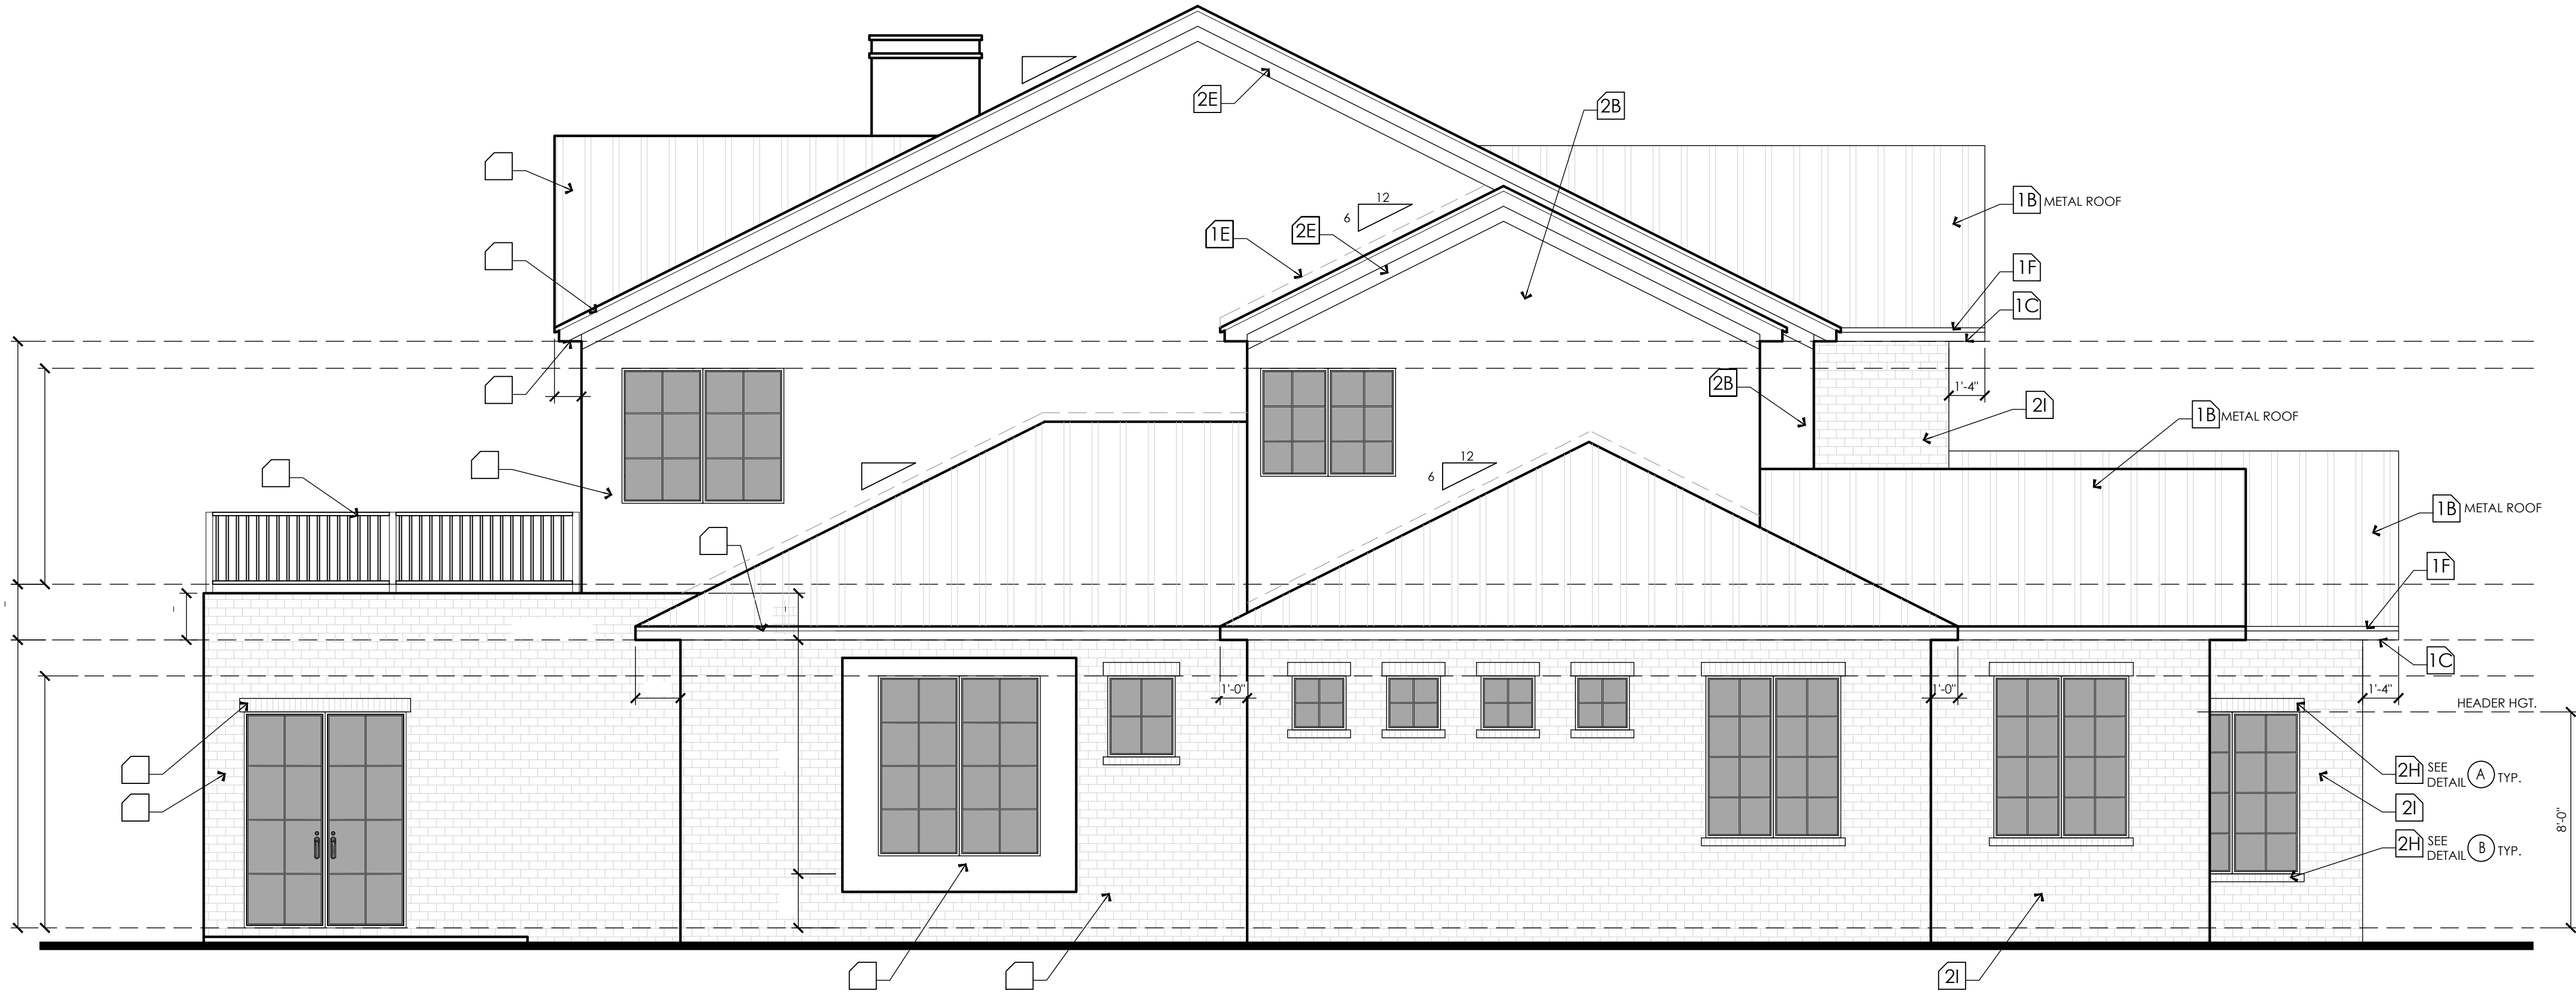 2E
2B
12
6
1E
2E
1B METAL ROOF
1F
1C
2B
1'-4"
2I
1B METAL ROOF
12
6
1B METAL ROOF
1F
1C
1'-0"
1'-0"
1'-4"
HEADER HGT.
2H SEE
DETAIL A TYP.
2I
8'-0"
2H SEE
DETAIL B TYP.
2I